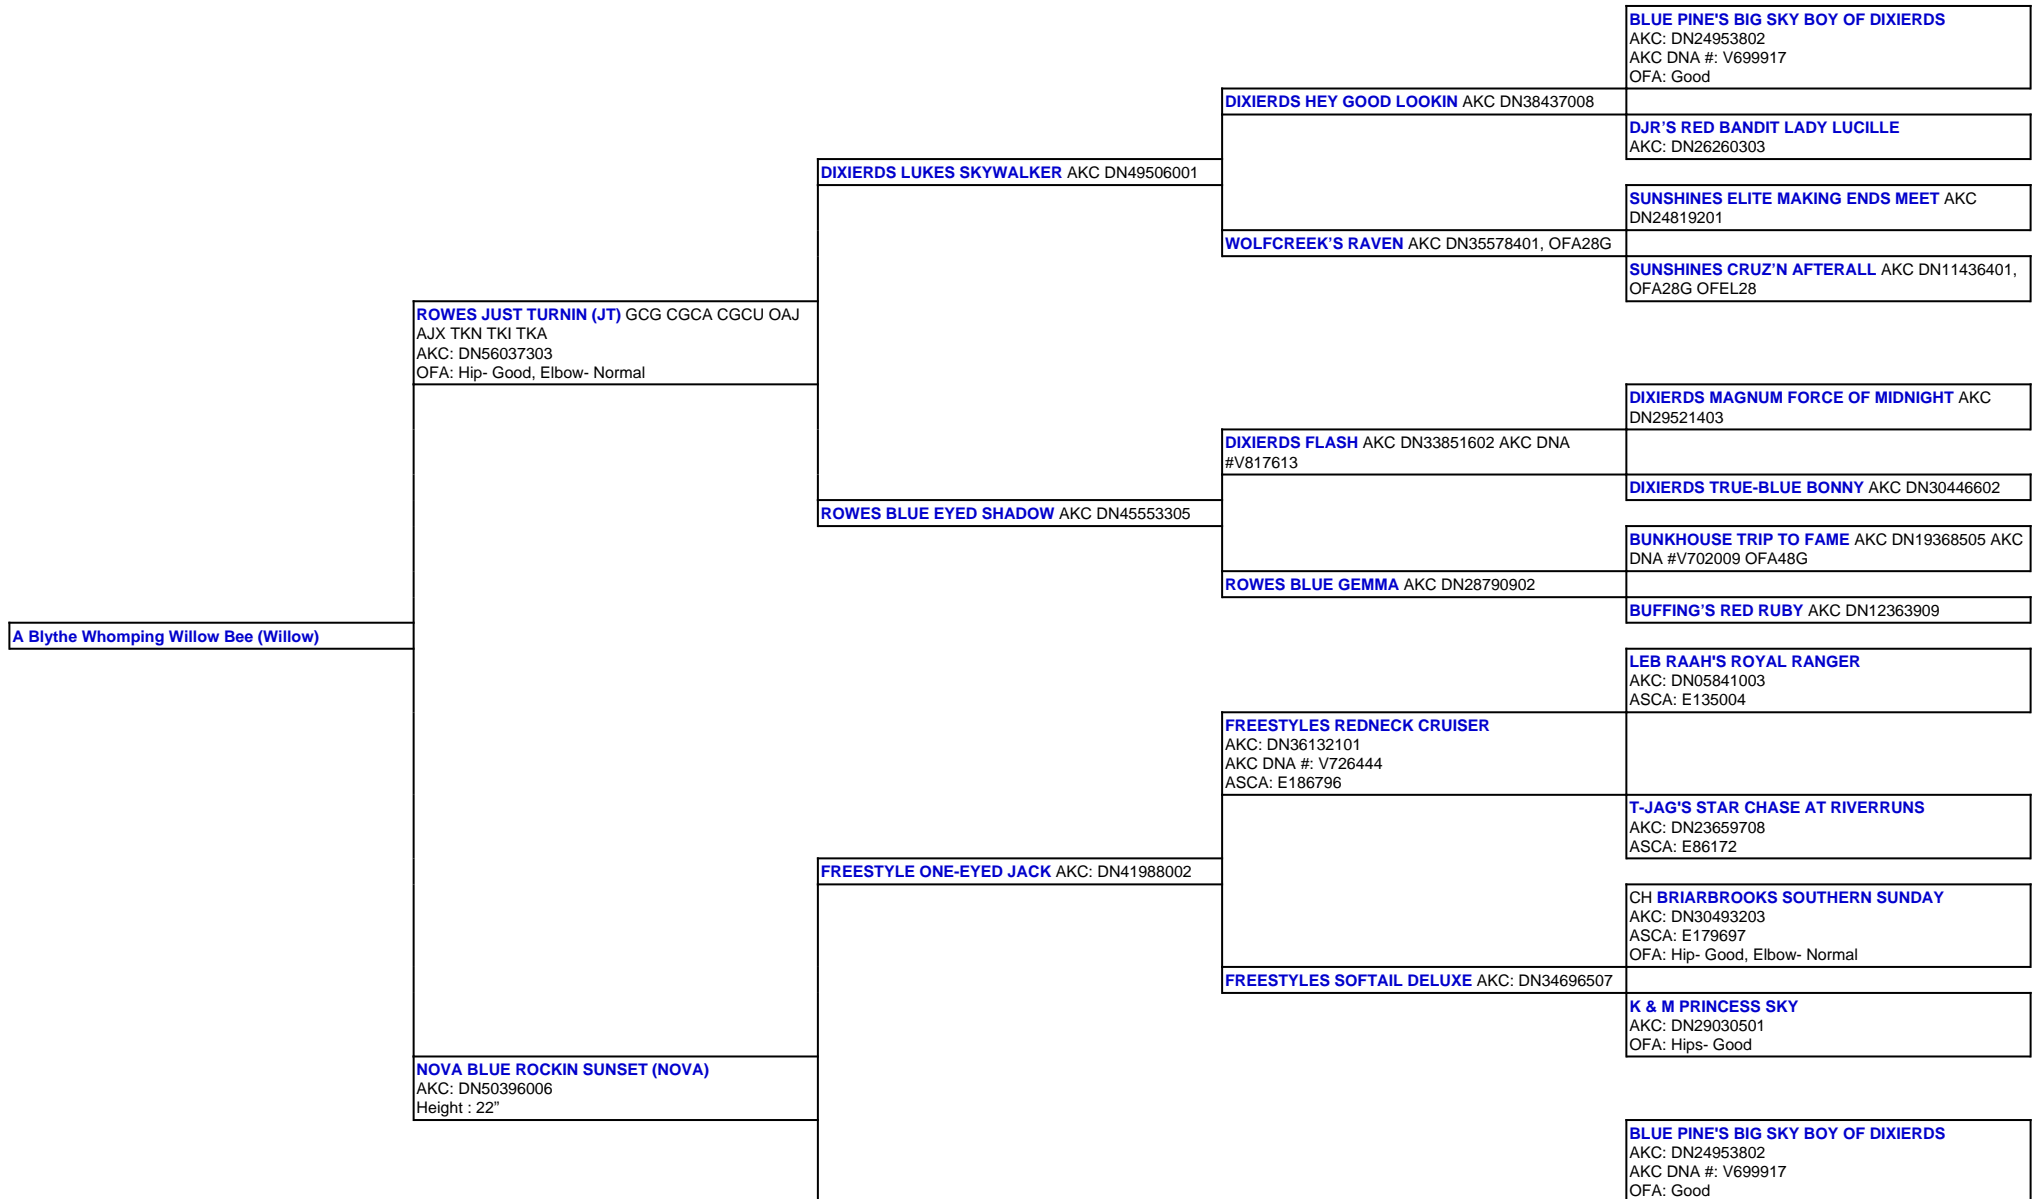 BLUE PINE'S BIG SKY BOY OF DIXIERDS
AKC: DN24953802
AKC DNA #: V699917
OFA: Good
DIXIERDS HEY GOOD LOOKIN AKC DN38437008
DJR’S RED BANDIT LADY LUCILLE
AKC: DN26260303
DIXIERDS LUKES SKYWALKER AKC DN49506001
SUNSHINES ELITE MAKING ENDS MEET AKC
DN24819201
WOLFCREEK’S RAVEN AKC DN35578401, OFA28G
SUNSHINES CRUZ’N AFTERALL AKC DN11436401,
OFA28G OFEL28
ROWES JUST TURNIN (JT) GCG CGCA CGCU OAJ
AJX TKN TKI TKA
AKC: DN56037303
OFA: Hip- Good, Elbow- Normal
DIXIERDS MAGNUM FORCE OF MIDNIGHT AKC
DN29521403
DIXIERDS FLASH AKC DN33851602 AKC DNA
#V817613
DIXIERDS TRUE-BLUE BONNY AKC DN30446602
ROWES BLUE EYED SHADOW AKC DN45553305
BUNKHOUSE TRIP TO FAME AKC DN19368505 AKC
DNA #V702009 OFA48G
ROWES BLUE GEMMA AKC DN28790902
BUFFING’S RED RUBY AKC DN12363909
A Blythe Whomping Willow Bee (Willow)
LEB RAAH'S ROYAL RANGER
AKC: DN05841003
ASCA: E135004
FREESTYLES REDNECK CRUISER
AKC: DN36132101
AKC DNA #: V726444
ASCA: E186796
T-JAG'S STAR CHASE AT RIVERRUNS
AKC: DN23659708
ASCA: E86172
FREESTYLE ONE-EYED JACK AKC: DN41988002
CH BRIARBROOKS SOUTHERN SUNDAY
AKC: DN30493203
ASCA: E179697
OFA: Hip- Good, Elbow- Normal
FREESTYLES SOFTAIL DELUXE AKC: DN34696507
K & M PRINCESS SKY
AKC: DN29030501
OFA: Hips- Good
NOVA BLUE ROCKIN SUNSET (NOVA)
AKC: DN50396006
Height : 22”
BLUE PINE'S BIG SKY BOY OF DIXIERDS
AKC: DN24953802
AKC DNA #: V699917
OFA: Good